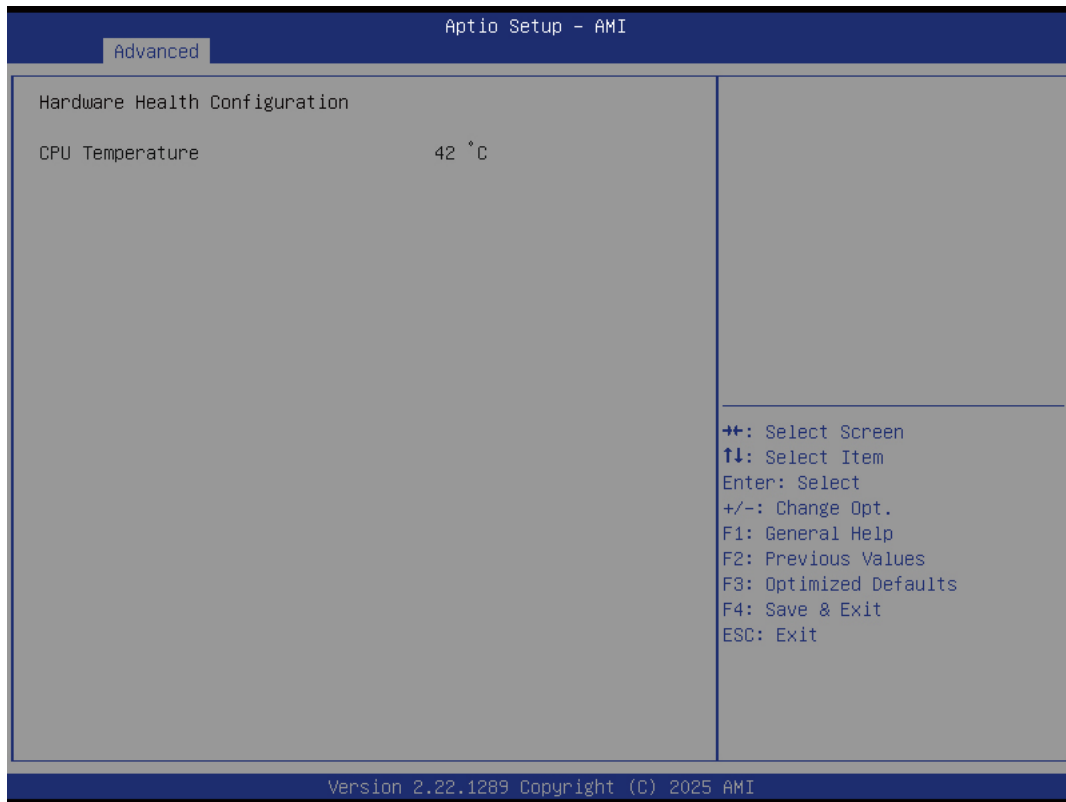 Aptio Setup – AMI
Advanced
Hardware Health Configuration
CPU Temperature 42 °C
→←: Select Screen
↑↓: Select Item
Enter: Select
+/-: Change Opt.
F1: General Help
F2: Previous Values
F3: Optimized Defaults
F4: Save & Exit
ESC: Exit
Version 2.22.1289 Copyright (C) 2025 AMI